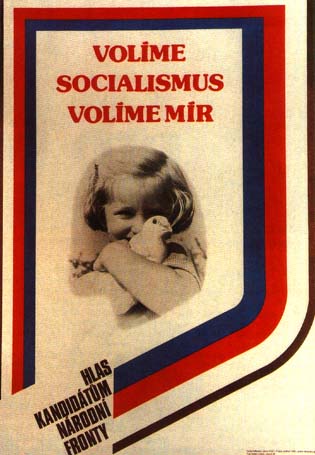 VOLÍME
SOCIALISMUS
VOLÍME MÍR
HLAS
KANDIDÁTŮM
NÁRODNÍ
FRONTY